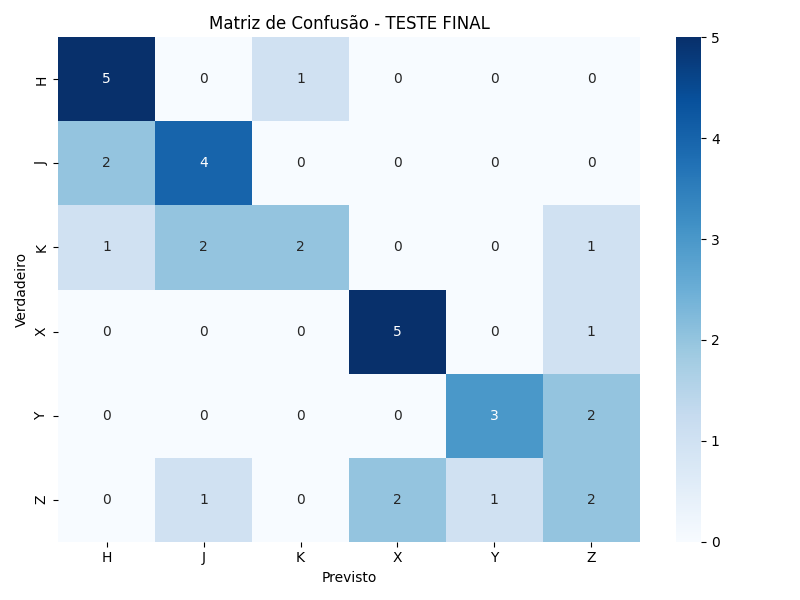 Matriz de Confusão - TESTE FINAL
H 5 0 1 0 0 0
J 2 4 0 0 0 0
K 1 2 2 0 0 1
X 0 0 0 5 0 1
Y 0 0 0 0 3 2
Z 0 1 0 2 1 2
H J K X Y Z
Previsto
Verdadeiro
5
4
3
2
1
0